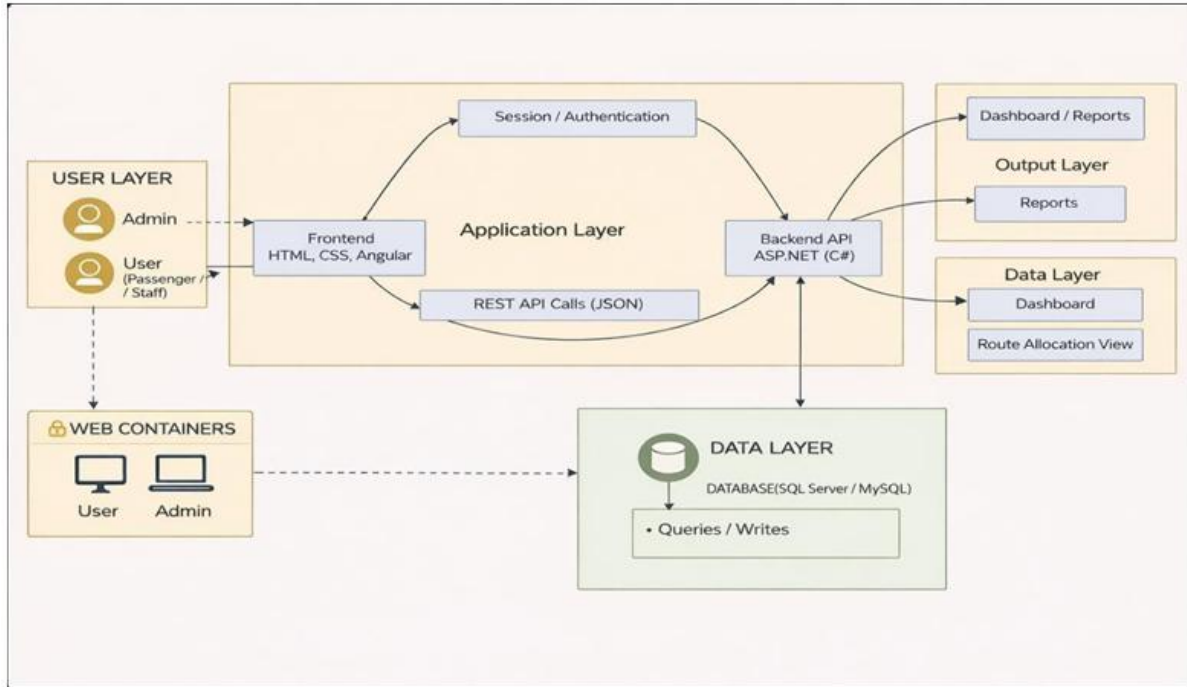 USER LAYER
Admin
User
(Passenger /
/ Staff)
Session / Authentication
Application Layer
Frontend
HTML, CSS, Angular
REST API Calls (JSON)
Backend API
ASP.NET (C#)
Dashboard / Reports
Output Layer
Reports
Data Layer
Dashboard
Route Allocation View
WEB CONTAINERS
User
Admin
DATA LAYER
DATABASE(SQL Server / MySQL)
• Queries / Writes